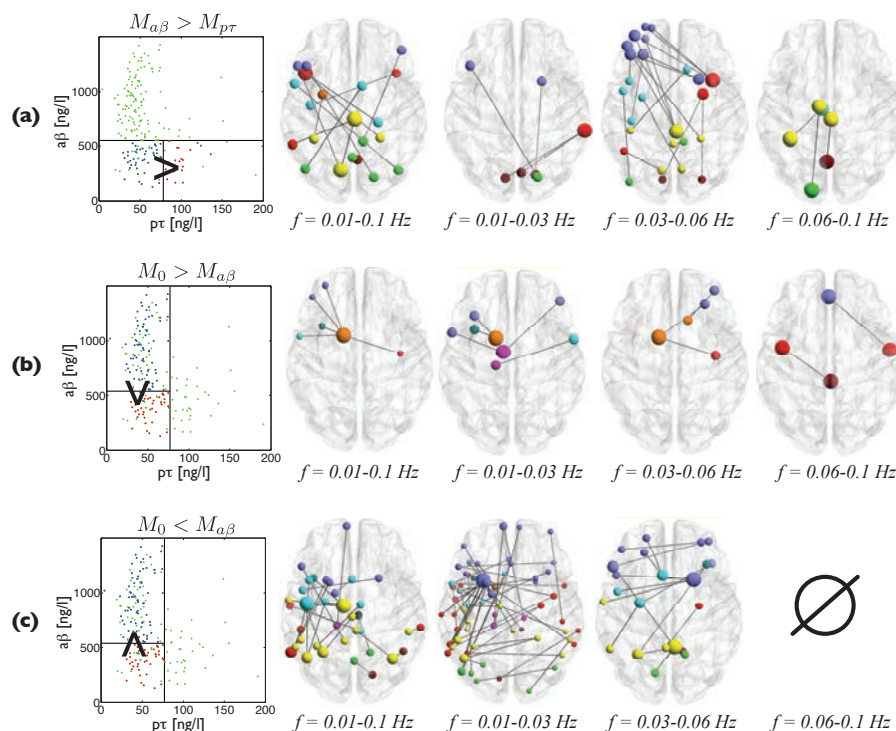 (a)
M_{aβ} > M_{pτ}
aβ [ng/l]
1000
500
0
0 50 100 150 200
pτ [ng/l]
>
f = 0.01-0.1 Hz
f = 0.01-0.03 Hz
f = 0.03-0.06 Hz
f = 0.06-0.1 Hz
(b)
M_0 > M_{aβ}
aβ [ng/l]
1000
500
0
0 50 100 150 200
pτ [ng/l]
V
f = 0.01-0.1 Hz
f = 0.01-0.03 Hz
f = 0.03-0.06 Hz
f = 0.06-0.1 Hz
(c)
M_0 < M_{aβ}
aβ [ng/l]
1000
500
0
0 50 100 150 200
pτ [ng/l]
Λ
∅
f = 0.01-0.1 Hz
f = 0.01-0.03 Hz
f = 0.03-0.06 Hz
f = 0.06-0.1 Hz